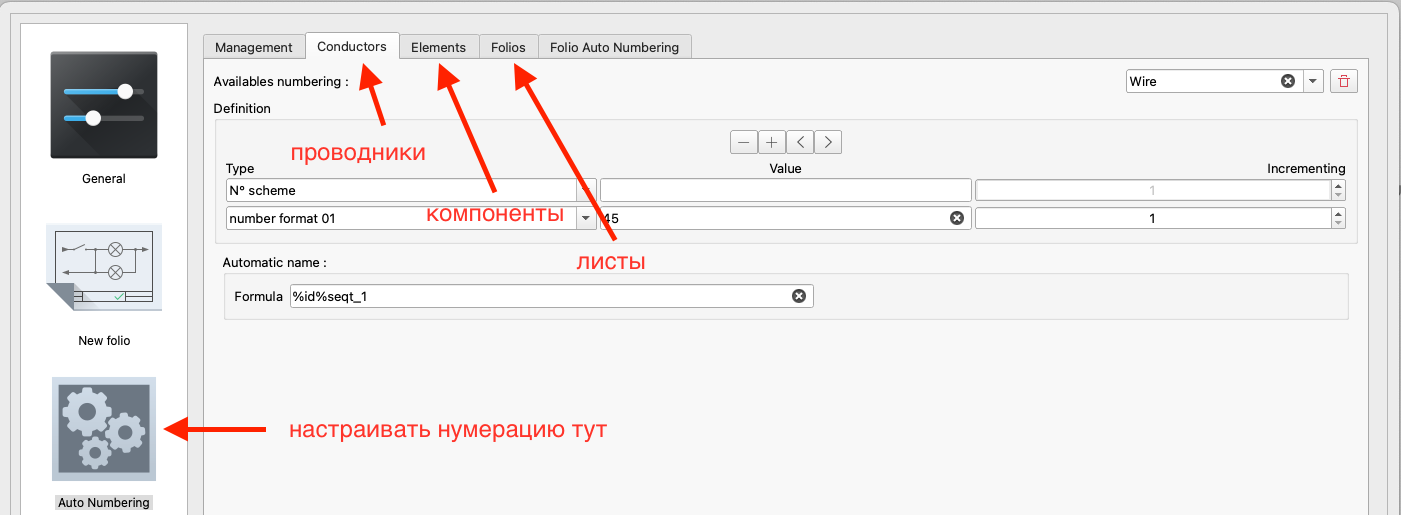 Management
Conductors
Elements
Folios
Folio Auto Numbering
Availables numbering :
Wire
Definition
Type
Value
Incrementing
N° scheme
1
number format 01
45
1
Automatic name :
Formula
%id%seqt_1
General
New folio
Auto Numbering
проводники
компоненты
листы
настраивать нумерацию тут